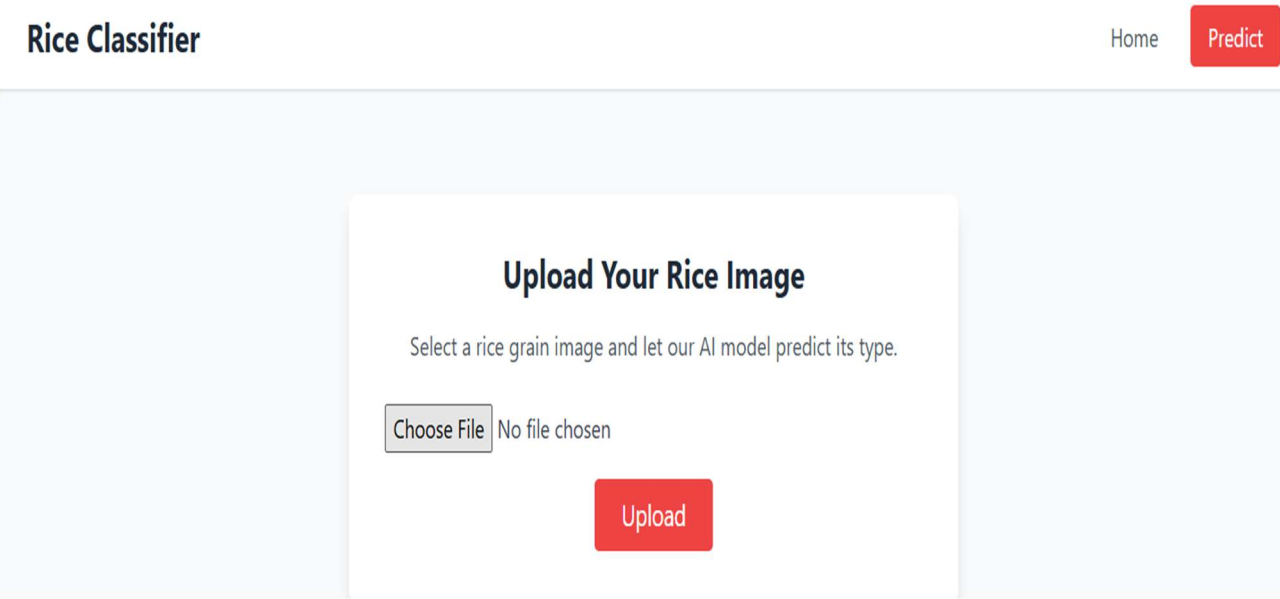 Rice Classifier
Home
Predict
Upload Your Rice Image
Select a rice grain image and let our AI model predict its type.
Choose File No file chosen
Upload